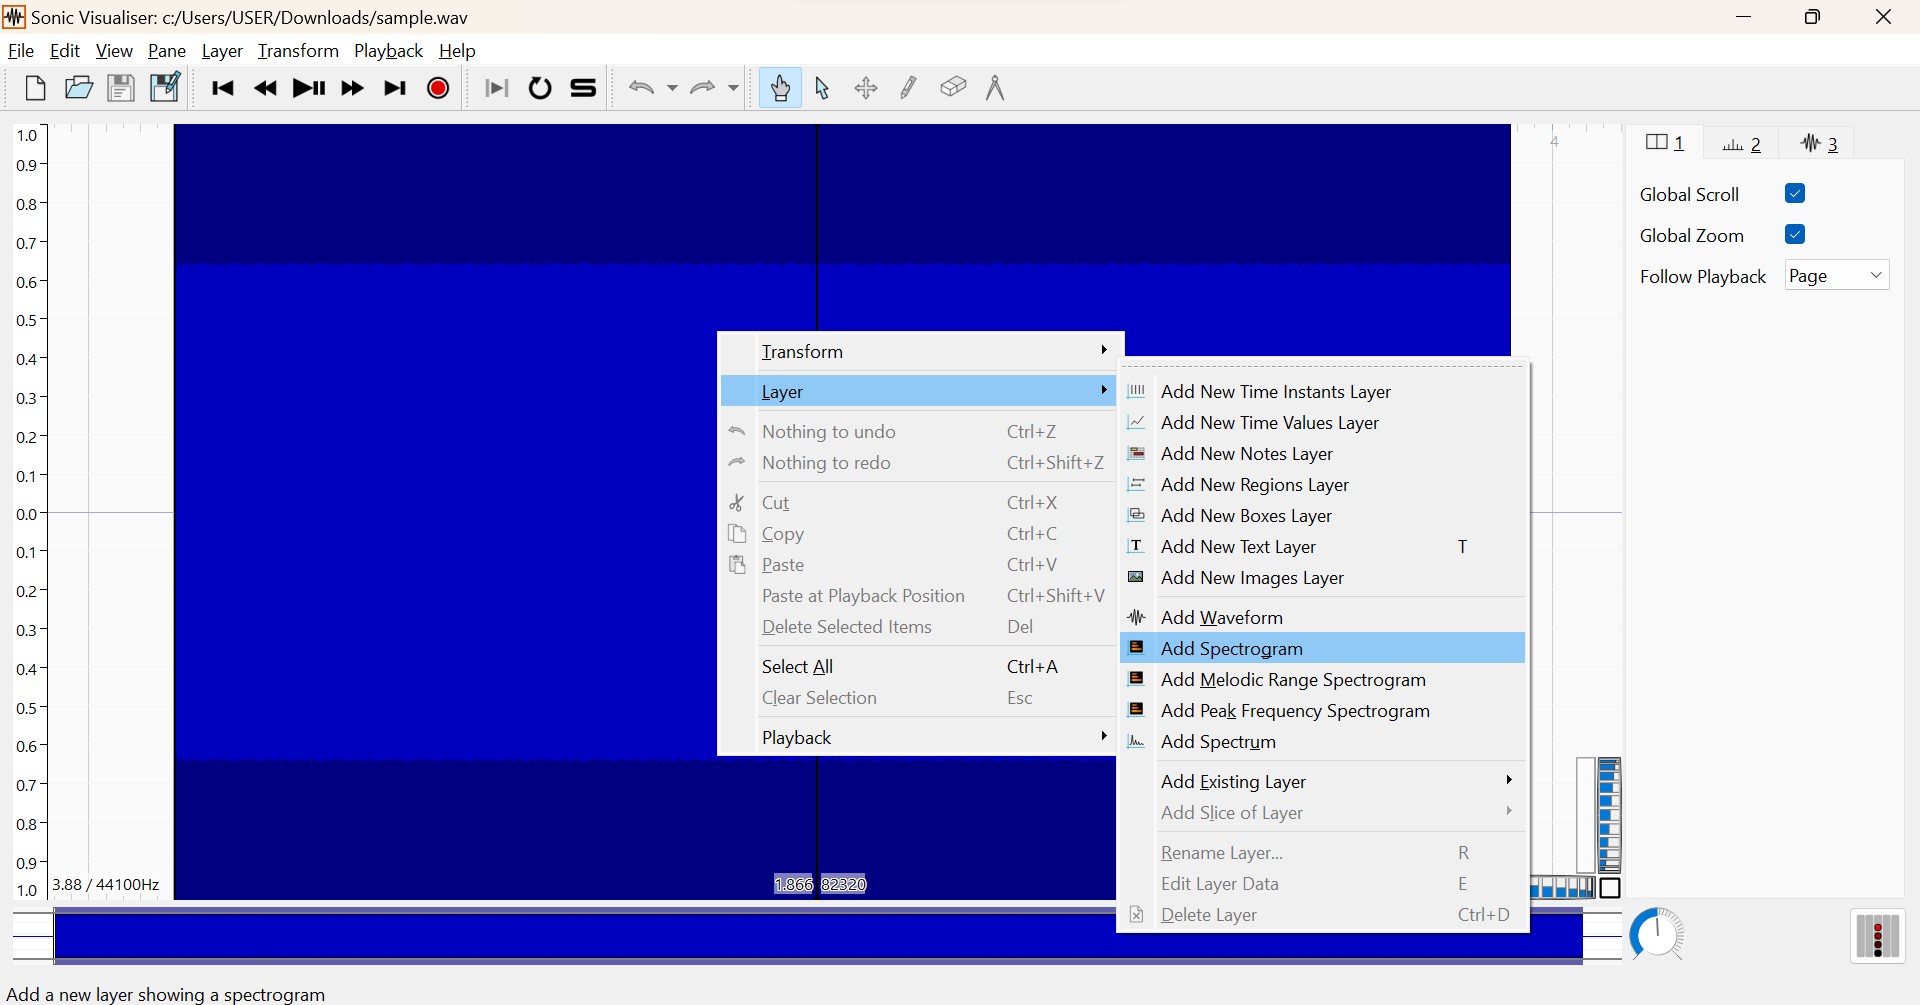 Sonic Visualiser: c:/Users/USER/Downloads/sample.wav
File Edit View Pane Layer Transform Playback Help
1.0
0.9
0.8
0.7
0.6
0.5
0.4
0.3
0.2
0.1
0.0
0.1
0.2
0.3
0.4
0.5
0.6
0.7
0.8
0.9
1.0
3.88 / 44100Hz
1.866 82320
4
Transform
Layer
Nothing to undo Ctrl+Z
Nothing to redo Ctrl+Shift+Z
Cut Ctrl+X
Copy Ctrl+C
Paste Ctrl+V
Paste at Playback Position Ctrl+Shift+V
Delete Selected Items Del
Select All Ctrl+A
Clear Selection Esc
Playback
Add New Time Instants Layer
Add New Time Values Layer
Add New Notes Layer
Add New Regions Layer
Add New Boxes Layer
T Add New Text Layer T
Add New Images Layer
Add Waveform
Add Spectrogram
Add Melodic Range Spectrogram
Add Peak Frequency Spectrogram
Add Spectrum
Add Existing Layer
Add Slice of Layer
Rename Layer... R
Edit Layer Data E
Delete Layer Ctrl+D
1 2 3
Global Scroll
Global Zoom
Follow Playback Page
Add a new layer showing a spectrogram